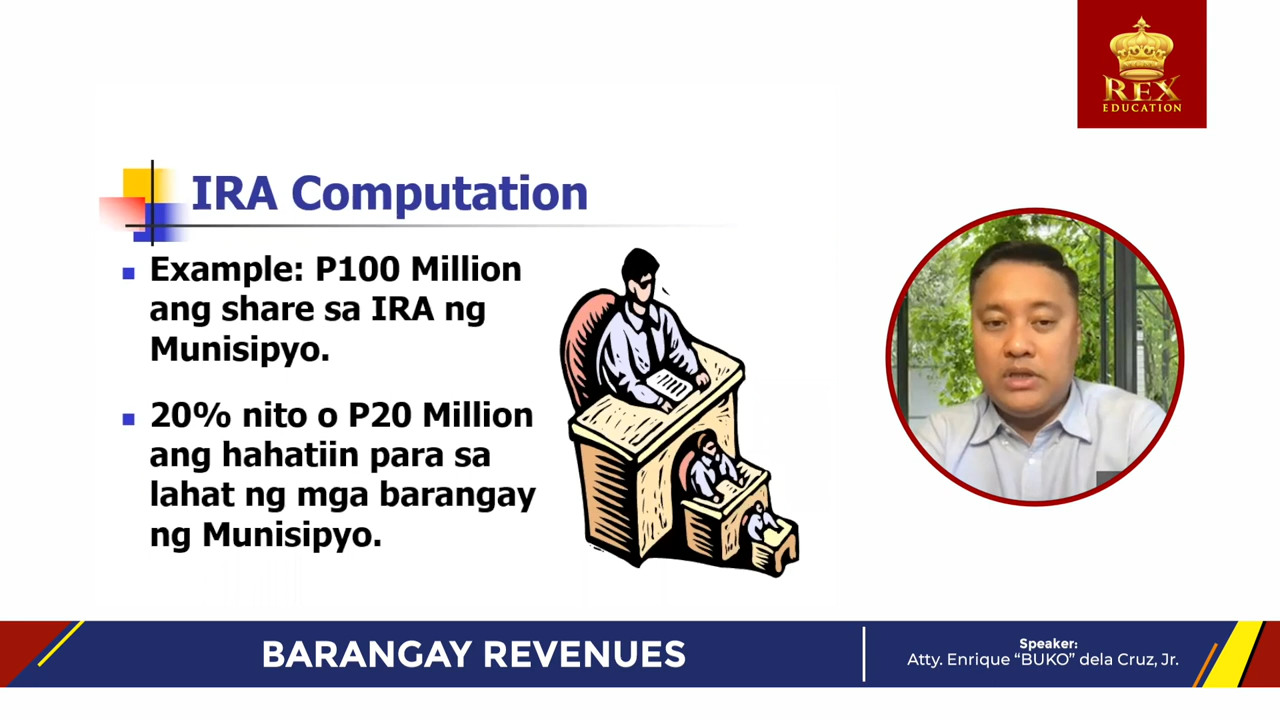 REX
EDUCATION
IRA Computation
Example: P100 Million
ang share sa IRA ng
Munisipyo.
20% nito o P20 Million
ang hahatiin para sa
lahat ng mga barangay
ng Munisipyo.
BARANGAY REVENUES
Speaker:
Atty. Enrique “BUKO” dela Cruz, Jr.